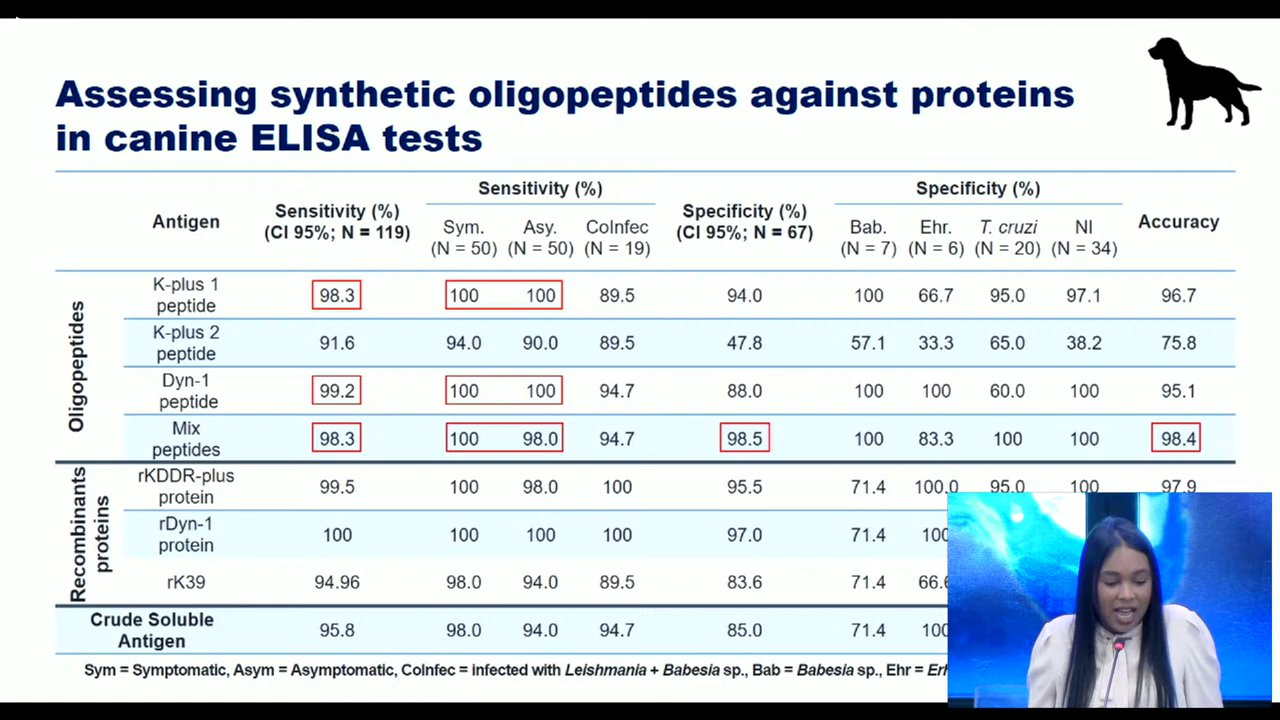 Assessing synthetic oligopeptides against proteins
in canine ELISA tests
Antigen Sensitivity (%) (CI 95%; N = 119) Sensitivity (%) Specificity (%) (CI 95%; N = 67) Specificity (%) Accuracy
Sym. (N = 50) Asy. (N = 50) CoInfec (N = 19) Bab. (N = 7) Ehr. (N = 6) T. cruzi (N = 20) NI (N = 34)
Oligopeptides
K-plus 1 peptide 98.3 100 100 89.5 94.0 100 66.7 95.0 97.1 96.7
K-plus 2 peptide 91.6 94.0 90.0 89.5 47.8 57.1 33.3 65.0 38.2 75.8
Dyn-1 peptide 99.2 100 100 94.7 88.0 100 100 60.0 100 95.1
Mix peptides 98.3 100 98.0 94.7 98.5 100 83.3 100 100 98.4
Recombinants proteins
rKDDR-plus protein 99.5 100 98.0 100 95.5 71.4 100.0 95.0 100 97.9
rDyn-1 protein 100 100 100 100 97.0 71.4 100
rK39 94.96 98.0 94.0 89.5 83.6 71.4
Crude Soluble Antigen 95.8 98.0 94.0 94.7 85.0 71.4 100
Sym = Symptomatic, Asym = Asymptomatic, CoInfec = infected with Leishmania + Babesia sp., Bab = Babesia sp., Ehr =